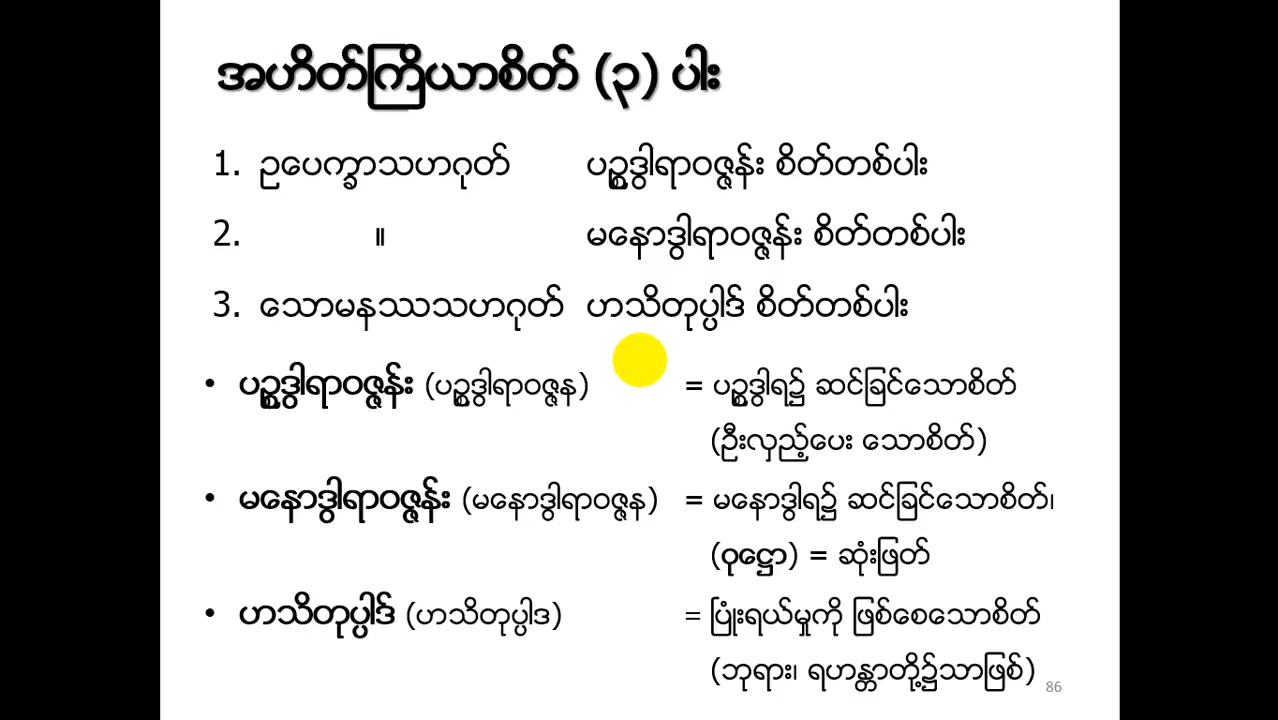 အဟိတ်ကြိယာစိတ် (၃) ပါး
1. ဥပေက္ခာသဟဂုတ် ပဉ္စဒွါရာဝဇ္ဇန်း စိတ်တစ်ပါး
2. ။ မနောဒွါရာဝဇ္ဇန်း စိတ်တစ်ပါး
3. သောမနဿသဟဂုတ် ဟသိတုပ္ပါဒ် စိတ်တစ်ပါး
• ပဉ္စဒွါရာဝဇ္ဇန်း (ပဉ္စဒွါရာဝဇ္ဇန) = ပဉ္စဒွါရ၌ ဆင်ခြင်သောစိတ်
(ဦးလှည့်ပေး သောစိတ်)
• မနောဒွါရာဝဇ္ဇန်း (မနောဒွါရာဝဇ္ဇန) = မနောဒွါရ၌ ဆင်ခြင်သောစိတ်၊
(ဝုဋ္ဌော) = ဆုံးဖြတ်
• ဟသိတုပ္ပါဒ် (ဟသိတုပ္ပါဒ) = ပြုံးရယ်မှုကို ဖြစ်စေသောစိတ်
(ဘုရား၊ ရဟန္တာတို့၌သာဖြစ်)
86